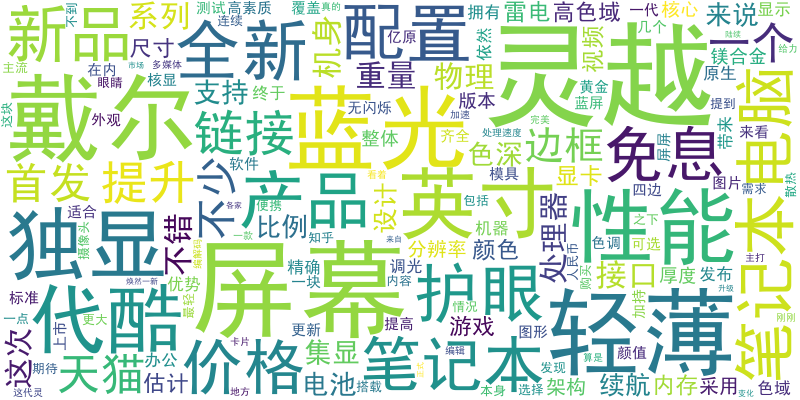 新品 系列 测试 高素质 覆盖 真的 拥有 雷电 高色域 一代 核心 来说 显示
不到 连续 全新 配置 亿原 灵越 视频 几个 陆续 一个 给力
主流 多媒体 在内 核显 尺寸 机身 重量 物理 依然 原生 镁合金
眼睛 市场 支持 终于 版本 黄金 蓝屏 提到 在内
戴尔 这块 外观 链接 蓝光 无闪烁 加速 处理速度 完美 边框 免息 带来 来看 电脑
首发 提升 不少 产品 整体 齐全 色深 屏屏 图片 需求 散热
软件 看着 英寸 模具 显卡 四边 之下
独显 适合 摄像头 不错 便携 各家 设计 包括 机器 性能 色调 可选 主打
比例 一款 知乎 来自 分辨率 颜色 处理器 人民币 接口 厚度 发布
代酷 焕然一新 编解码 精确 调光 屏幕 护眼 购买 加持 笔记本
标准 优势 一块 内容 情况 轻薄 升级
这次 上市 一点 更大 最轻 价格 更新 提高 图形 游戏 颜值 刚刚
期待 办公 集显 卡片 笔记本 编辑 发现 架构 内存 算是
这代灵 天猫 估计 地方 电池 搭载 本身 选择 续航 采用 变化 色域